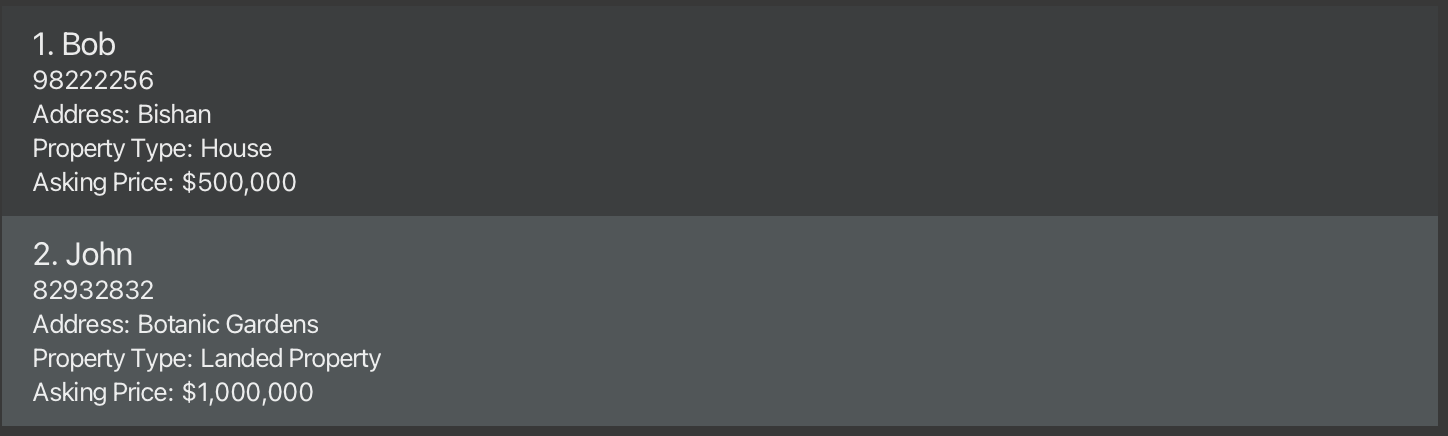 1. Bob
98222256
Address: Bishan
Property Type: House
Asking Price: $500,000
2. John
82932832
Address: Botanic Gardens
Property Type: Landed Property
Asking Price: $1,000,000